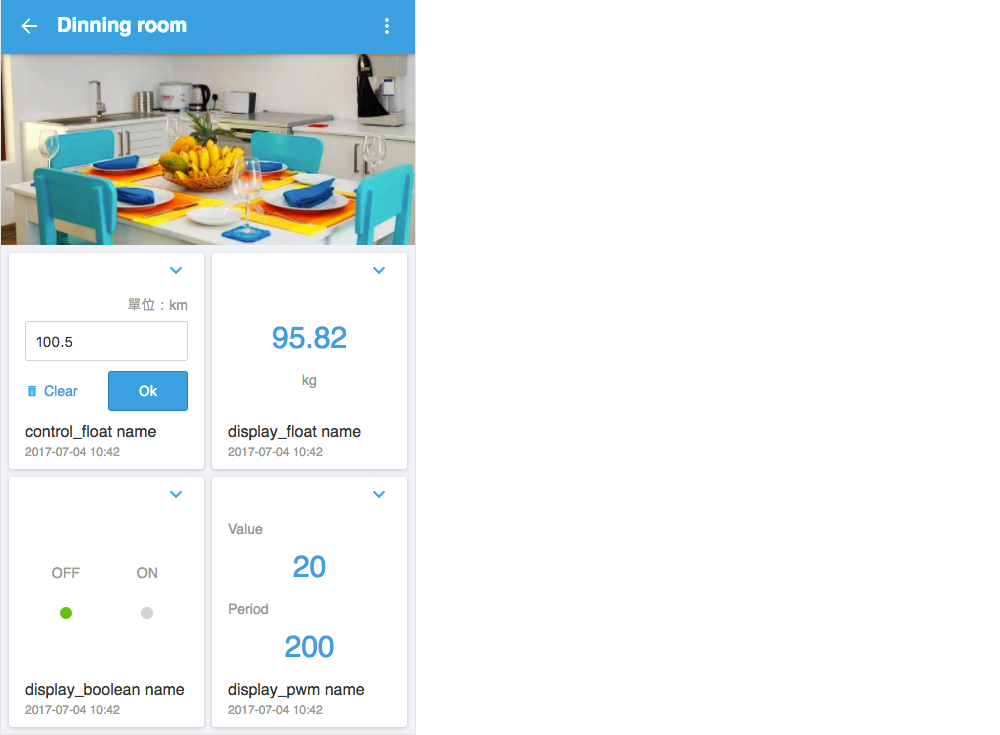 Dinning room
單位：km
100.5
Clear
Ok
control_float name
2017-07-04 10:42
95.82
kg
display_float name
2017-07-04 10:42
OFF ON
display_boolean name
2017-07-04 10:42
Value
20
Period
200
display_pwm name
2017-07-04 10:42